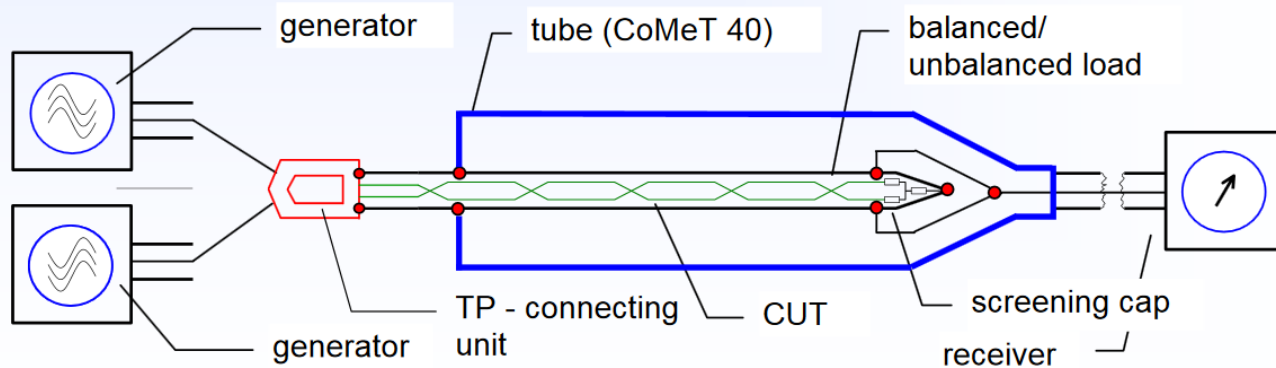 generator
tube (CoMeT 40)
balanced/
unbalanced load
TP - connecting
unit
CUT
screening cap
generator
receiver